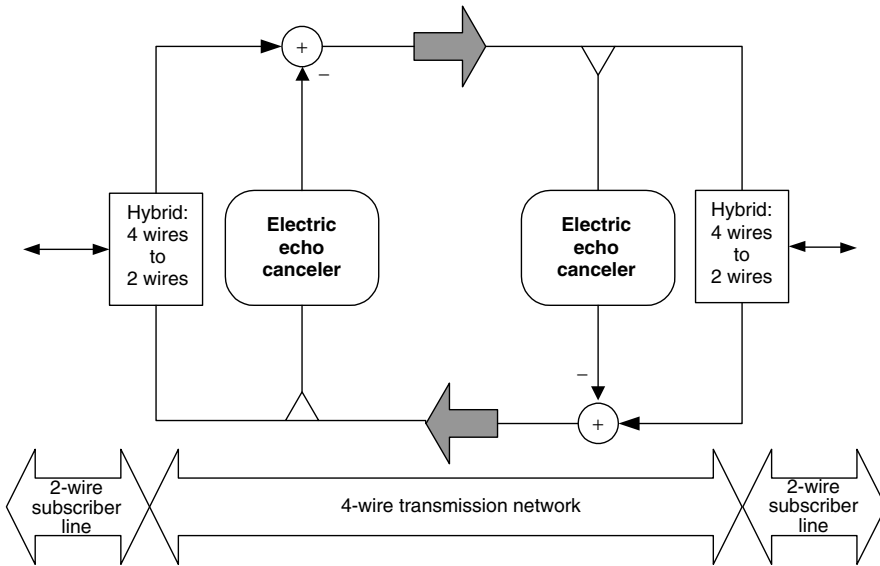 +
–
Hybrid:
4 wires
to
2 wires
Electric
echo
canceler
Electric
echo
canceler
Hybrid:
4 wires
to
2 wires
–
+
2-wire
subscriber
line
4-wire transmission network
2-wire
subscriber
line